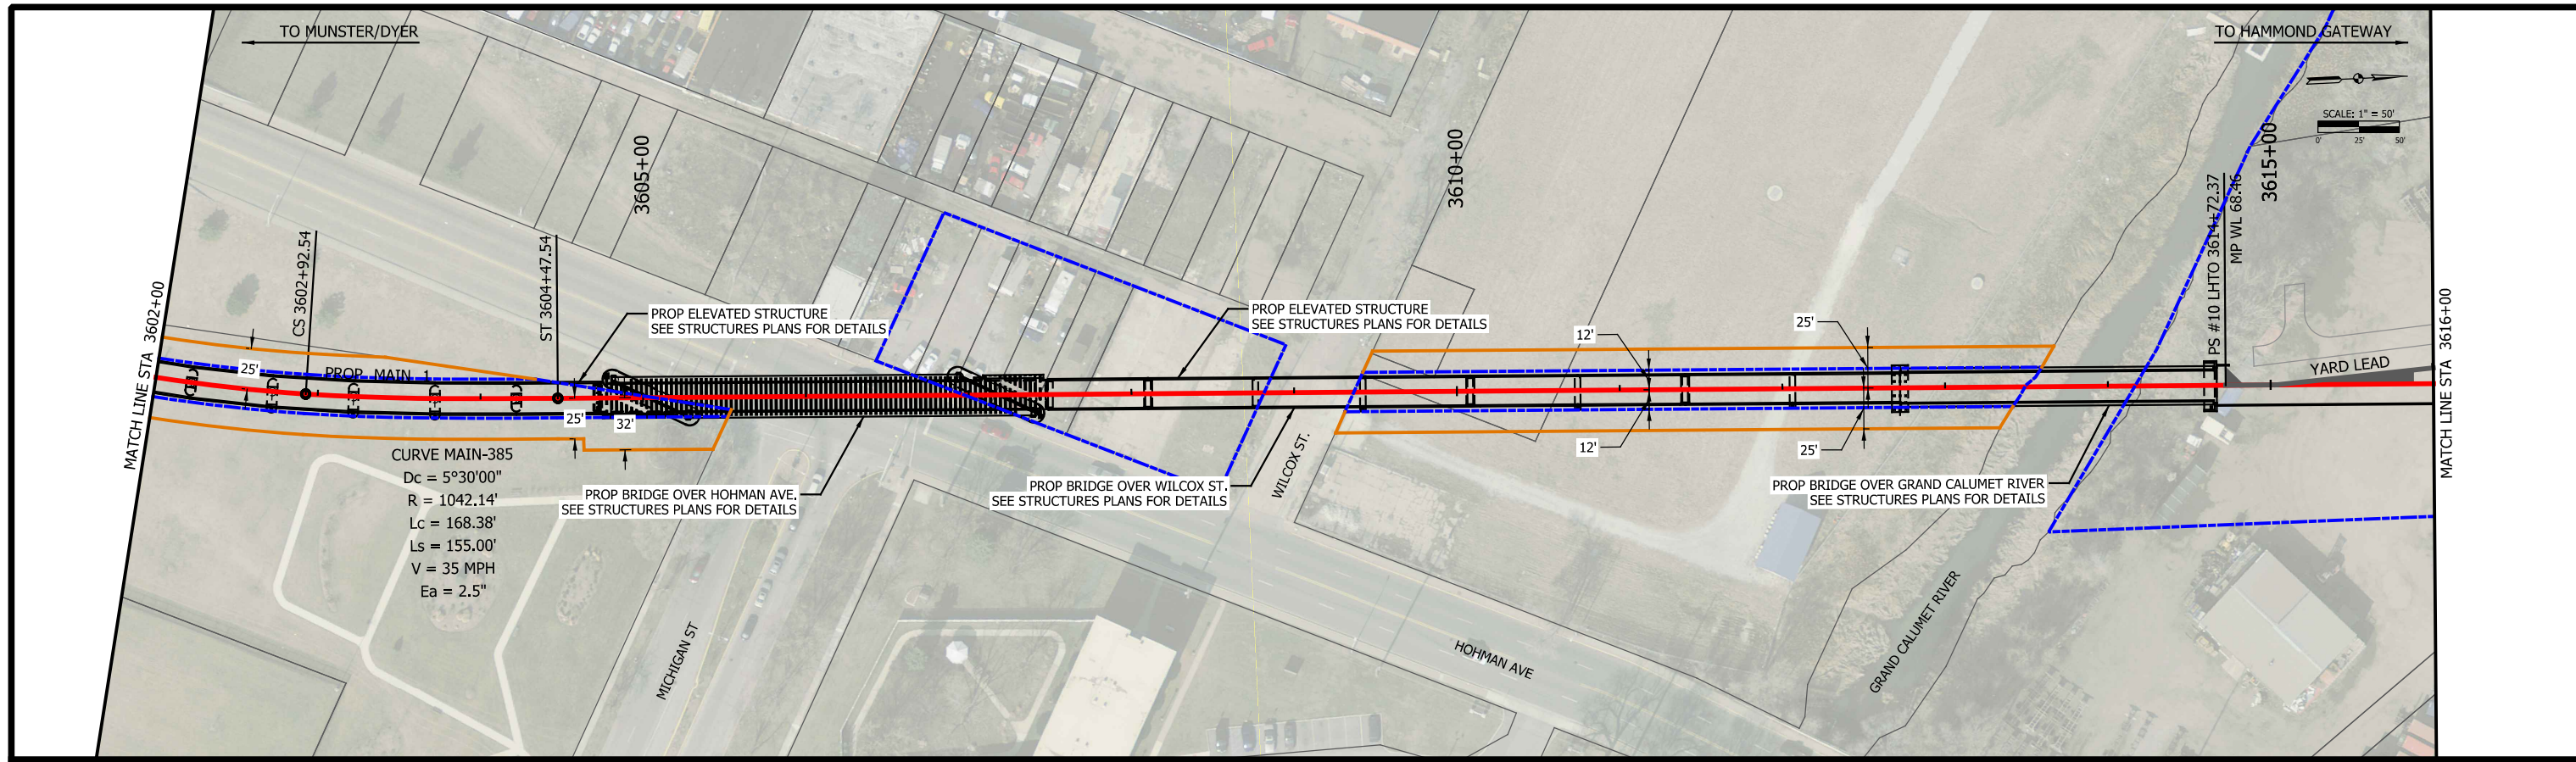 TO MUNSTER/DYER
TO HAMMOND GATEWAY
SCALE: 1" = 50'
0' 25' 50'
3605+00
3610+00
3615+00
MATCH LINE STA 3602+00
CS 3602+92.54
ST 3604+47.54
PS #10 LHTO 3614+72.37
MP WL 68.46
MATCH LINE STA 3616+00
PROP ELEVATED STRUCTURE
SEE STRUCTURES PLANS FOR DETAILS
PROP ELEVATED STRUCTURE
SEE STRUCTURES PLANS FOR DETAILS
12'
25'
25'
PROP MAIN 1
YARD LEAD
25'
32'
12'
25'
CURVE MAIN-385
Dc = 5°30'00"
R = 1042.14'
Lc = 168.38'
Ls = 155.00'
V = 35 MPH
Ea = 2.5"
PROP BRIDGE OVER HOHMAN AVE.
SEE STRUCTURES PLANS FOR DETAILS
PROP BRIDGE OVER WILCOX ST.
SEE STRUCTURES PLANS FOR DETAILS
WILCOX ST.
PROP BRIDGE OVER GRAND CALUMET RIVER
SEE STRUCTURES PLANS FOR DETAILS
MICHIGAN ST
HOHMAN AVE
GRAND CALUMET RIVER